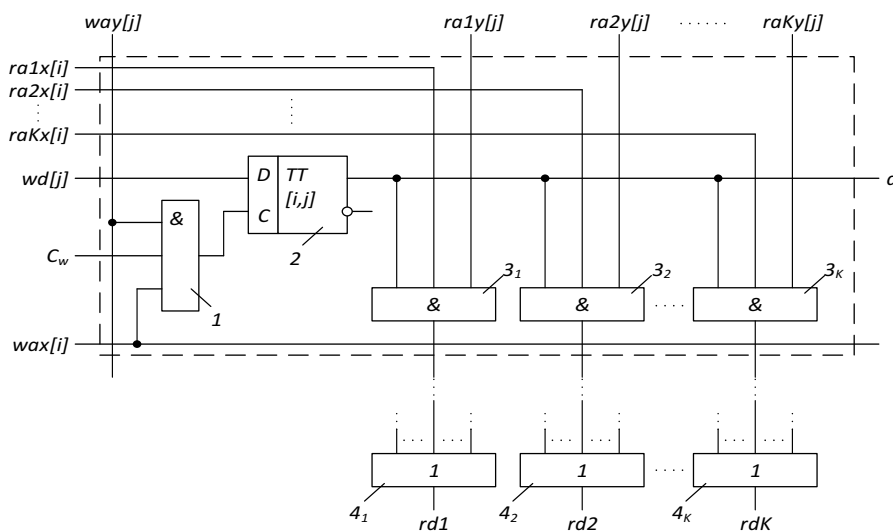 way[j] ra1y[j] ra2y[j] ...... raKy[j]
ra1x[i]
ra2x[i]
raKx[i]
wd[j] D TT
[i,j]
C
& 2
C_w
1
3_1 3_2 3_K
& & .... &
wax[i]
1 1 .... 1
4_1 4_2 4_K
rd1 rd2 rdK